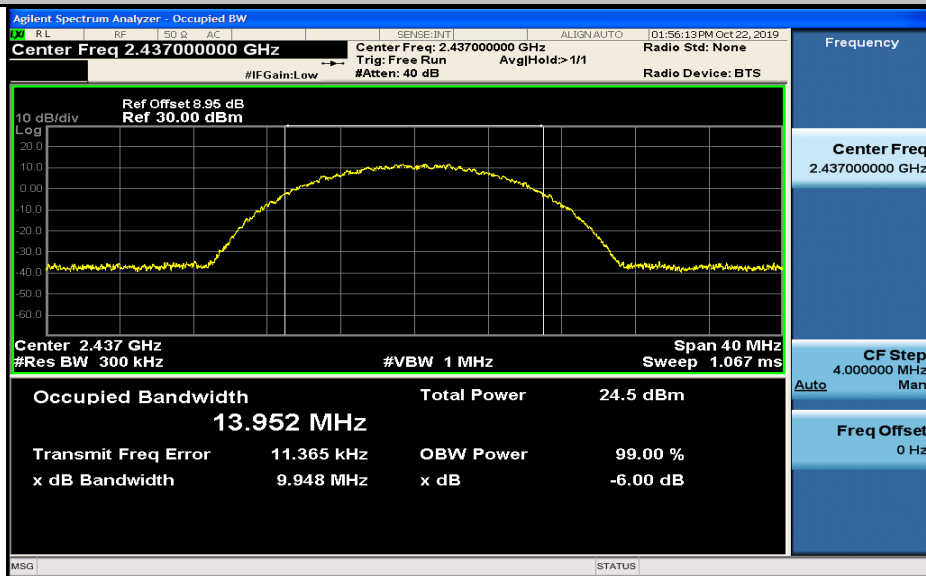 Agilent Spectrum Analyzer - Occupied BW
LXI RL RF 50 Ω AC SENSE:INT ALIGN AUTO 01:56:13 PM Oct 22, 2019
Center Freq 2.437000000 GHz
Center Freq: 2.437000000 GHz Radio Std: None
Trig: Free Run Avg|Hold:>1/1
#IFGain:Low #Atten: 40 dB Radio Device: BTS
Ref Offset 8.95 dB
10 dB/div Ref 30.00 dBm
Log
20.0
10.0
0.00
-10.0
-20.0
-30.0
-40.0
-50.0
-60.0
Center 2.437 GHz Span 40 MHz
#Res BW 300 kHz #VBW 1 MHz Sweep 1.067 ms
Occupied Bandwidth Total Power 24.5 dBm
13.952 MHz
Transmit Freq Error 11.365 kHz OBW Power 99.00 %
x dB Bandwidth 9.948 MHz x dB -6.00 dB
MSG STATUS
Frequency
Center Freq
2.437000000 GHz
CF Step
4.000000 MHz
Auto Man
Freq Offset
0 Hz